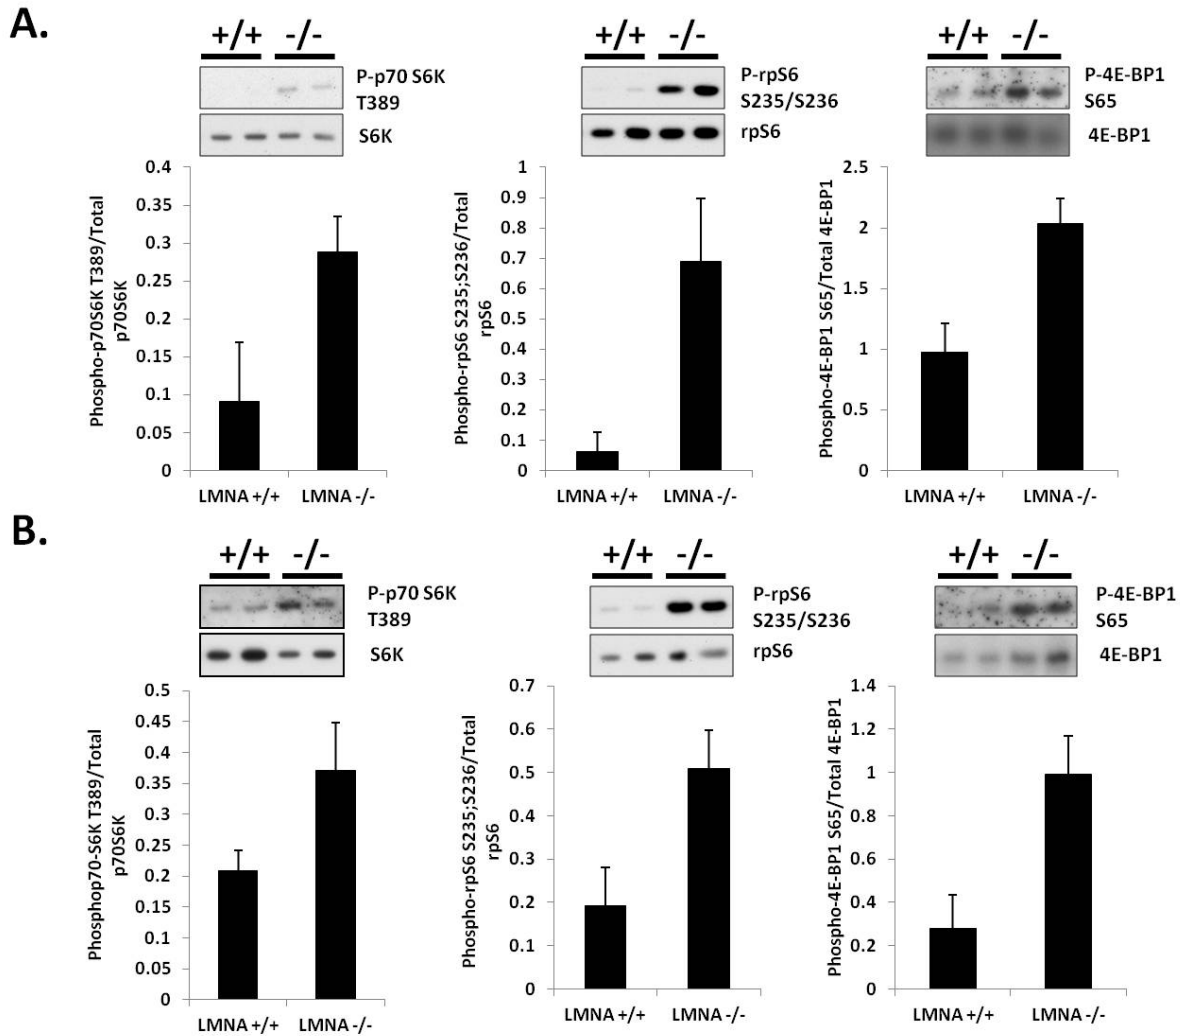 A.
+/+ -/-
P-p70 S6K
T389
S6K
0.4
0.35
0.3
0.25
0.2
0.15
0.1
0.05
0
Phospho-p70S6K T389/Total
p70S6K
LMNA +/+ LMNA -/-
+/+ -/-
P-rpS6
S235/S236
rpS6
1
0.9
0.8
0.7
0.6
0.5
0.4
0.3
0.2
0.1
0
Phospho-rpS6 S235;S236/Total
rpS6
LMNA +/+ LMNA -/-
+/+ -/-
P-4E-BP1
S65
4E-BP1
2.5
2
1.5
1
0.5
0
Phospho-4E-BP1 S65/Total 4E-BP1
LMNA +/+ LMNA -/-
B.
+/+ -/-
P-p70 S6K
T389
S6K
0.5
0.45
0.4
0.35
0.3
0.25
0.2
0.15
0.1
0.05
0
Phosphop70-S6K T389/Total
p70S6K
LMNA +/+ LMNA -/-
+/+ -/-
P-rpS6
S235/S236
rpS6
0.7
0.6
0.5
0.4
0.3
0.2
0.1
0
Phospho-rpS6 S235;S236/Total
rpS6
LMNA +/+ LMNA -/-
+/+ -/-
P-4E-BP1
S65
4E-BP1
1.4
1.2
1
0.8
0.6
0.4
0.2
0
Phospho-4E-BP1 S65/Total 4E-BP1
LMNA +/+ LMNA -/-